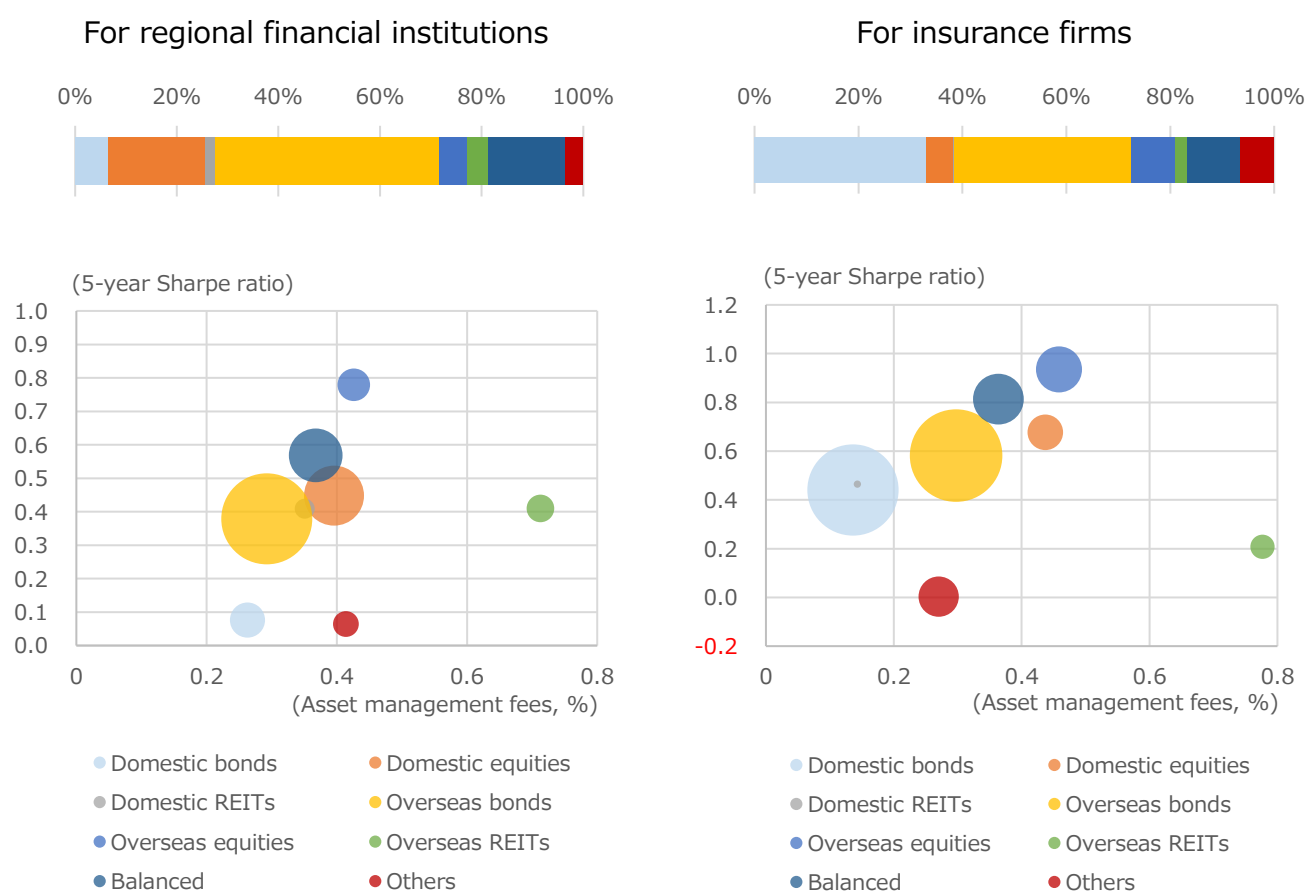 For regional financial institutions
0% 20% 40% 60% 80% 100%
(5-year Sharpe ratio)
1.0
0.9
0.8
0.7
0.6
0.5
0.4
0.3
0.2
0.1
0.0
0 0.2 0.4 0.6 0.8
(Asset management fees, %)
Domestic bonds Domestic equities
Domestic REITs Overseas bonds
Overseas equities Overseas REITs
Balanced Others
For insurance firms
0% 20% 40% 60% 80% 100%
(5-year Sharpe ratio)
1.2
1.0
0.8
0.6
0.4
0.2
0.0
-0.2
0 0.2 0.4 0.6 0.8
(Asset management fees, %)
Domestic bonds Domestic equities
Domestic REITs Overseas bonds
Overseas equities Overseas REITs
Balanced Others